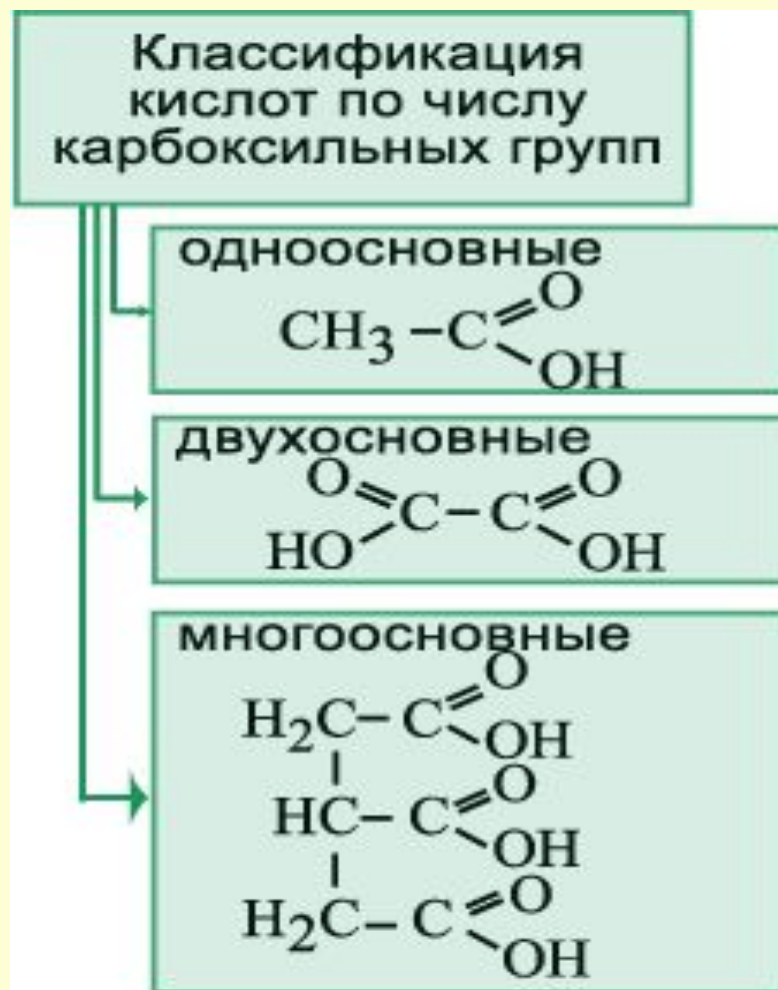 Классификация
кислот по числу
карбоксильных групп
одноосновные
O
CH₃ – C
OH
двухосновные
O O
C – C
HO OH
многоосновные
O
H₂C – C
OH
O
HC – C
OH
O
H₂C – C
OH